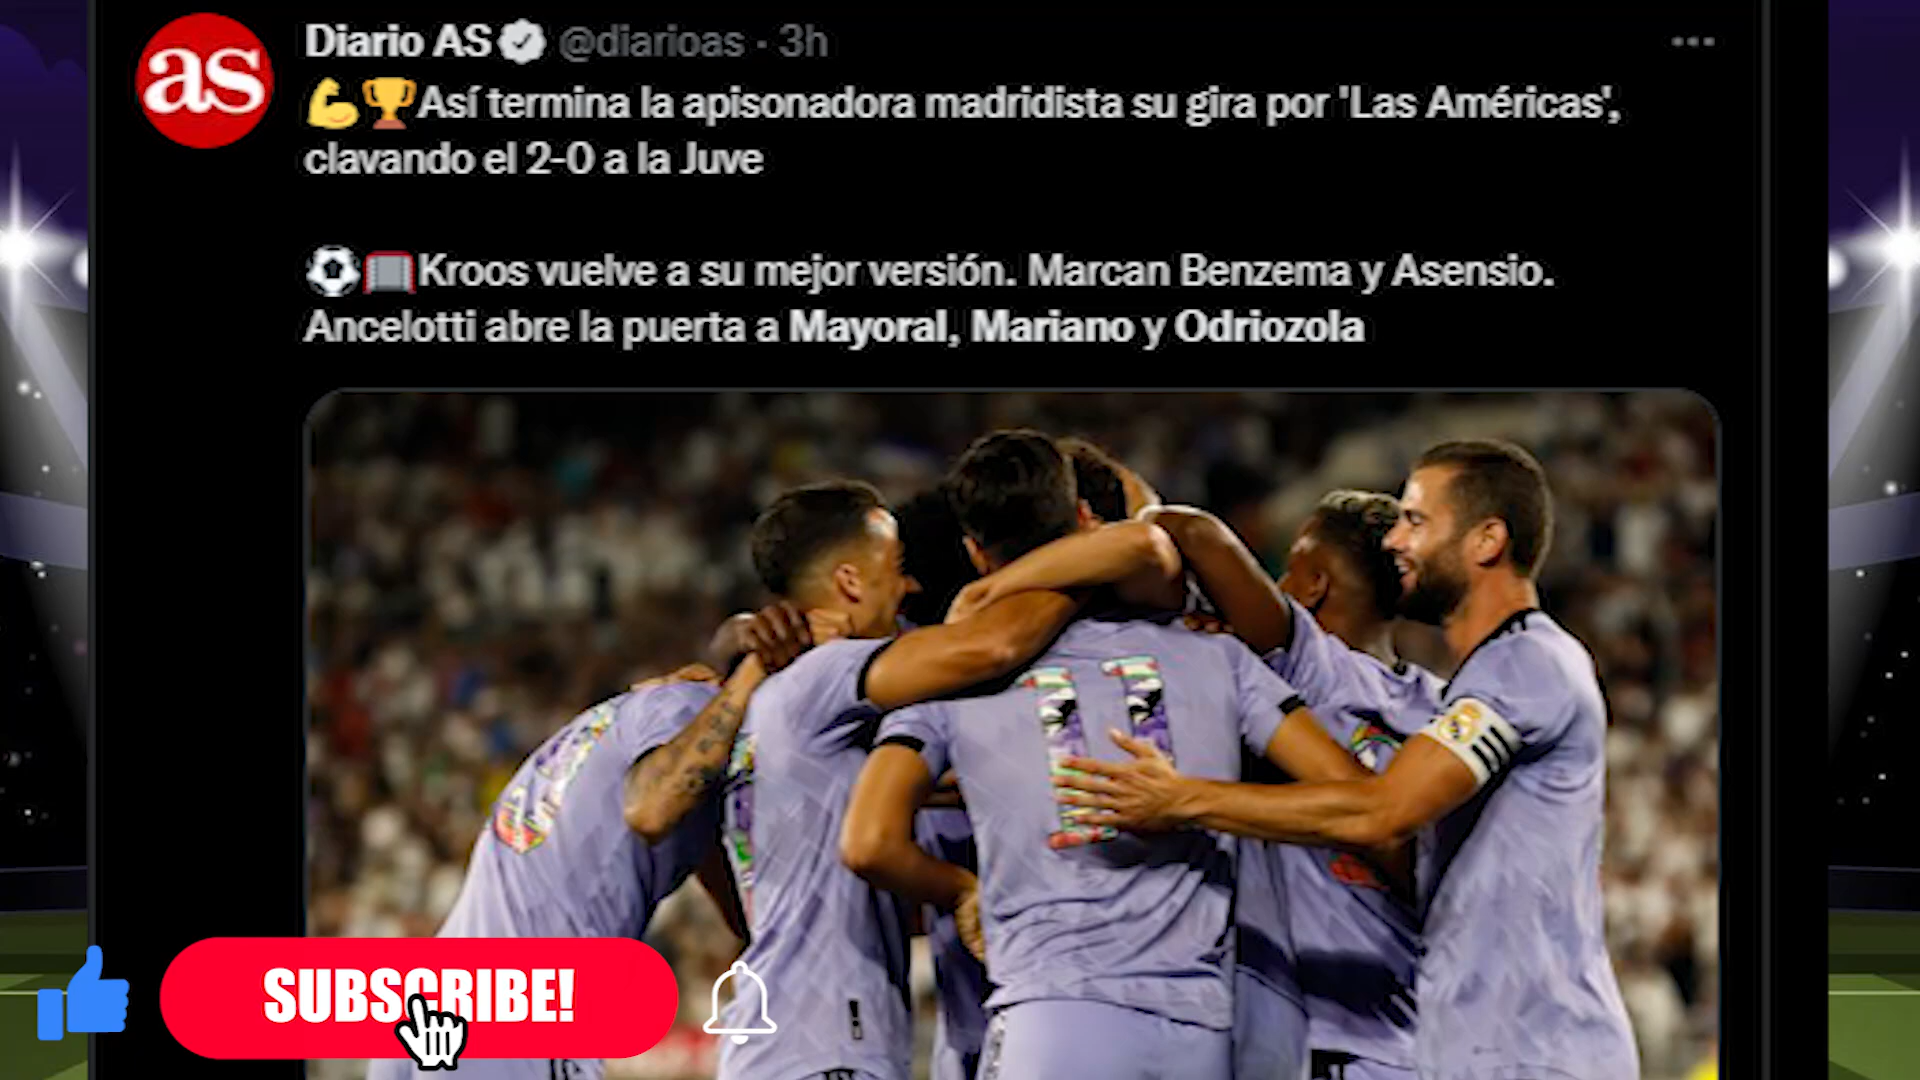 as
Diario AS @diarioas · 3h
💪🏆Así termina la apisonadora madridista su gira por 'Las Américas',
clavando el 2-0 a la Juve
⚽🥅Kroos vuelve a su mejor versión. Marcan Benzema y Asensio.
Ancelotti abre la puerta a Mayoral, Mariano y Odriozola
11
SUBSCRIBE!